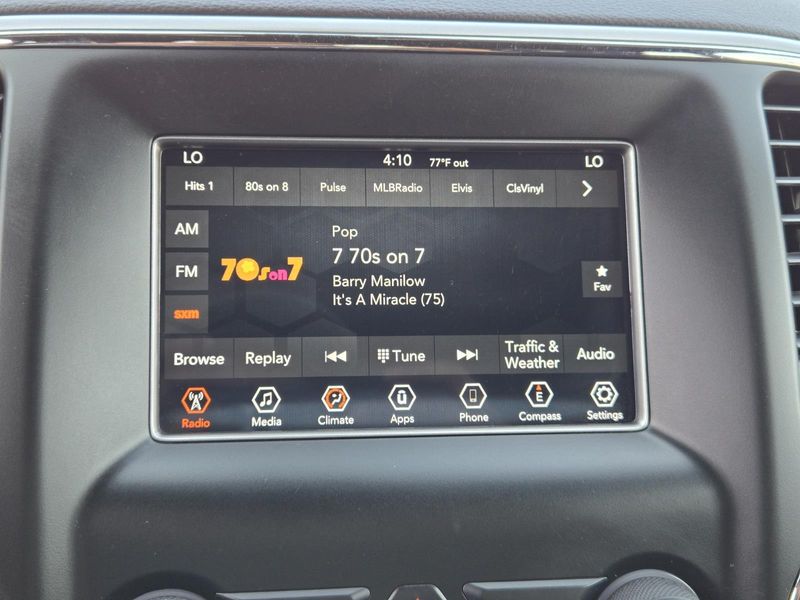 LO 4:10 77°F out LO
Hits 1 80s on 8 Pulse MLBRadio Elvis ClsVinyl
AM
FM
sxm
70s on 7
Pop
7 70s on 7
Barry Manilow
It's A Miracle (75)
Fav
Browse Replay Tune Traffic & Weather Audio
Radio Media Climate Apps Phone E Compass Settings